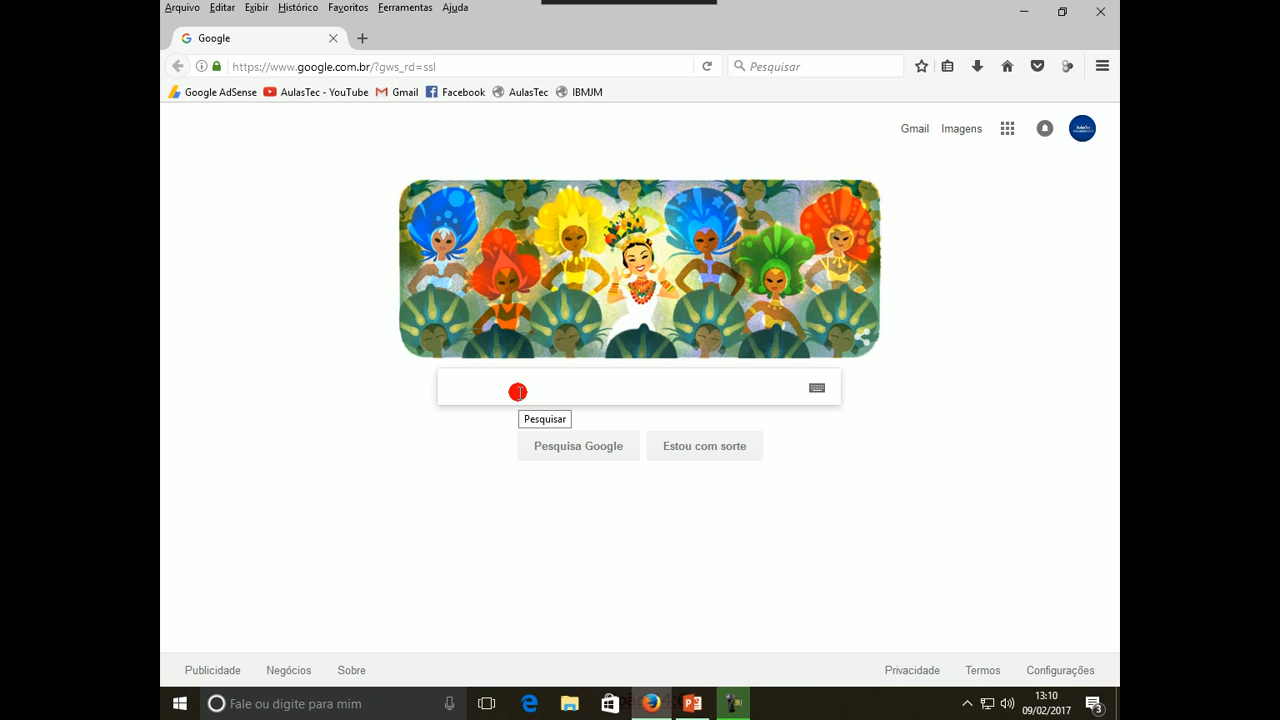 Arquivo Editar Exibir Histórico Favoritos Ferramentas Ajuda
Google
https://www.google.com.br/?gws_rd=ssl
Pesquisar
Google AdSense AulasTec - YouTube Gmail Facebook AulasTec IBMJM
Gmail Imagens
Pesquisar
Pesquisa Google Estou com sorte
Publicidade Negócios Sobre Privacidade Termos Configurações
Fale ou digite para mim
13:10
09/02/2017
3